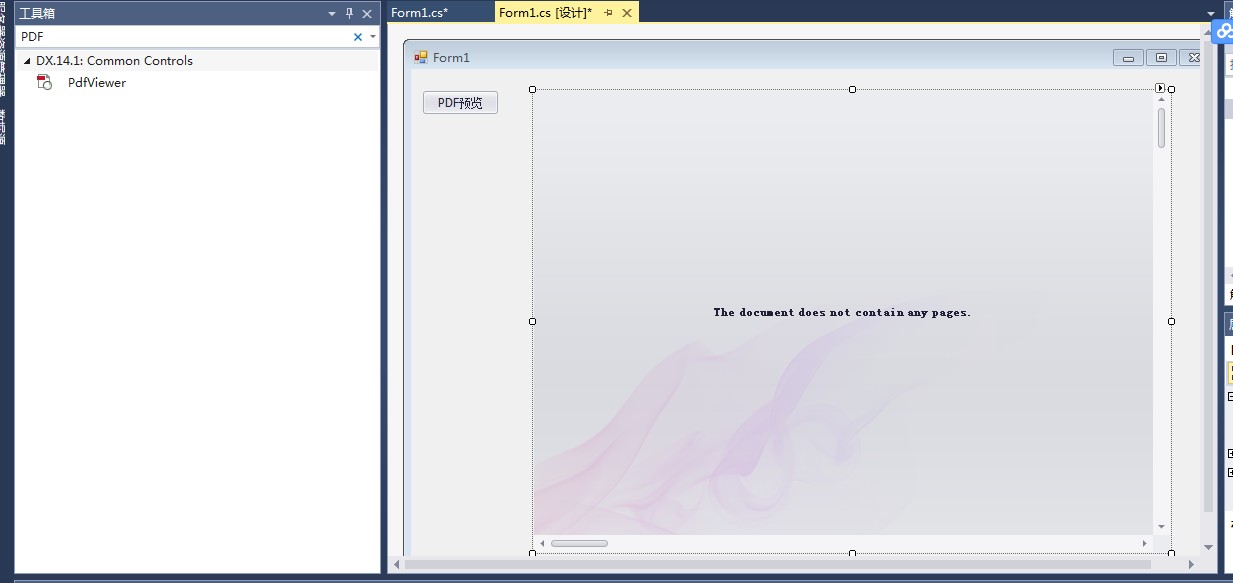 工具箱
PDF
DX.14.1: Common Controls
PdfViewer
Form1.cs*
Form1.cs [设计]*
Form1
PDF预览
The document does not contain any pages.